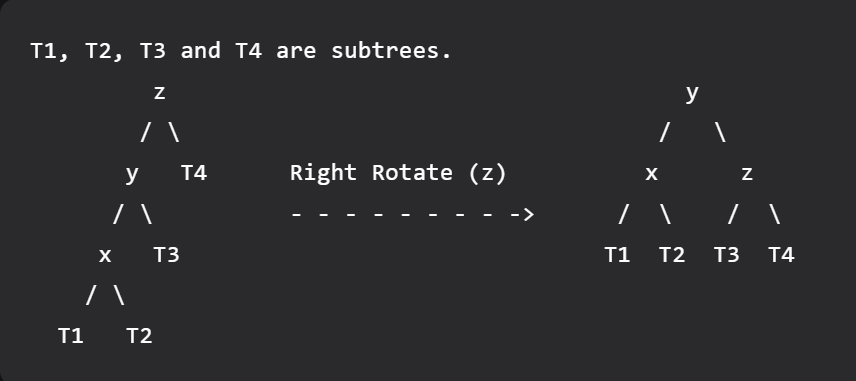 T1, T2, T3 and T4 are subtrees.
z y
/ \ / \
y T4 Right Rotate (z) x z
/ \ - - - - - - - - -> / \ / \
x T3 T1 T2 T3 T4
/ \
T1 T2